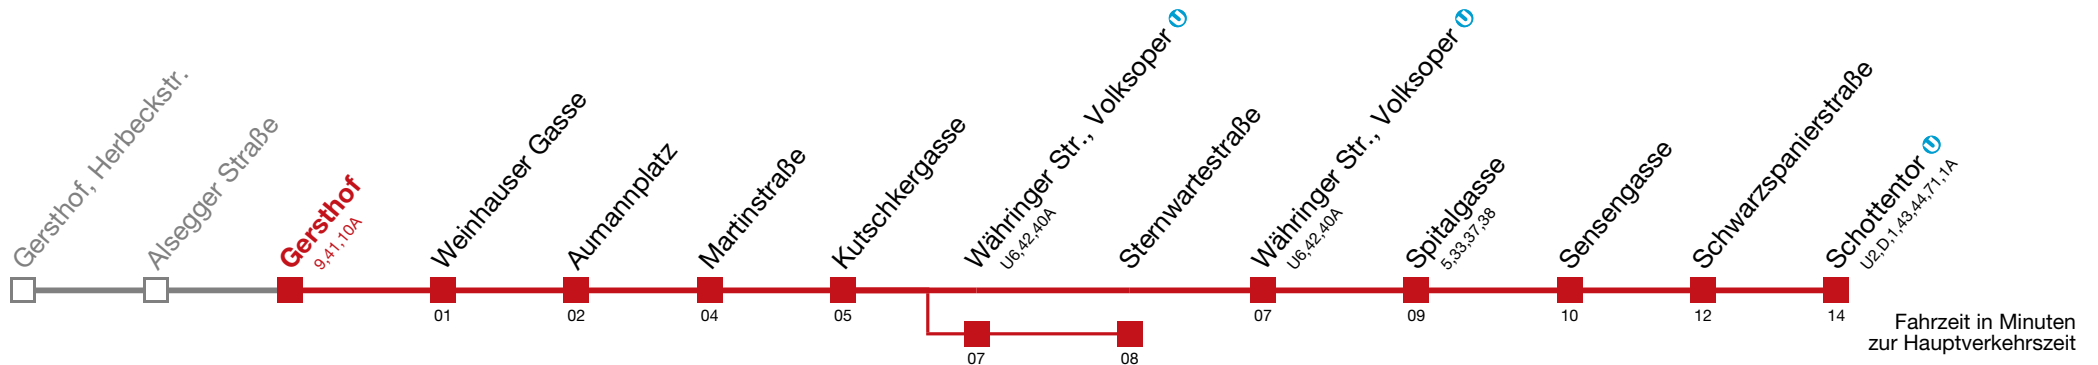 Gersthof, Herbeckstr.
Alsegger Straße
Gersthof
9,41,10A
Weinhauser Gasse
Aumannplatz
Martinstraße
Kutschkergasse
Währinger Str., Volksoper U
U6,42,40A
Sternwartestraße
Währinger Str., Volksoper U
U6,42,40A
Spitalgasse
5,33,37,38
Sensengasse
Schwarzspanierstraße
Schottentor U
U2,D,1,43,44,71,1A
01
02
04
05
07
09
10
12
14
07
08
Fahrzeit in Minuten
zur Hauptverkehrszeit